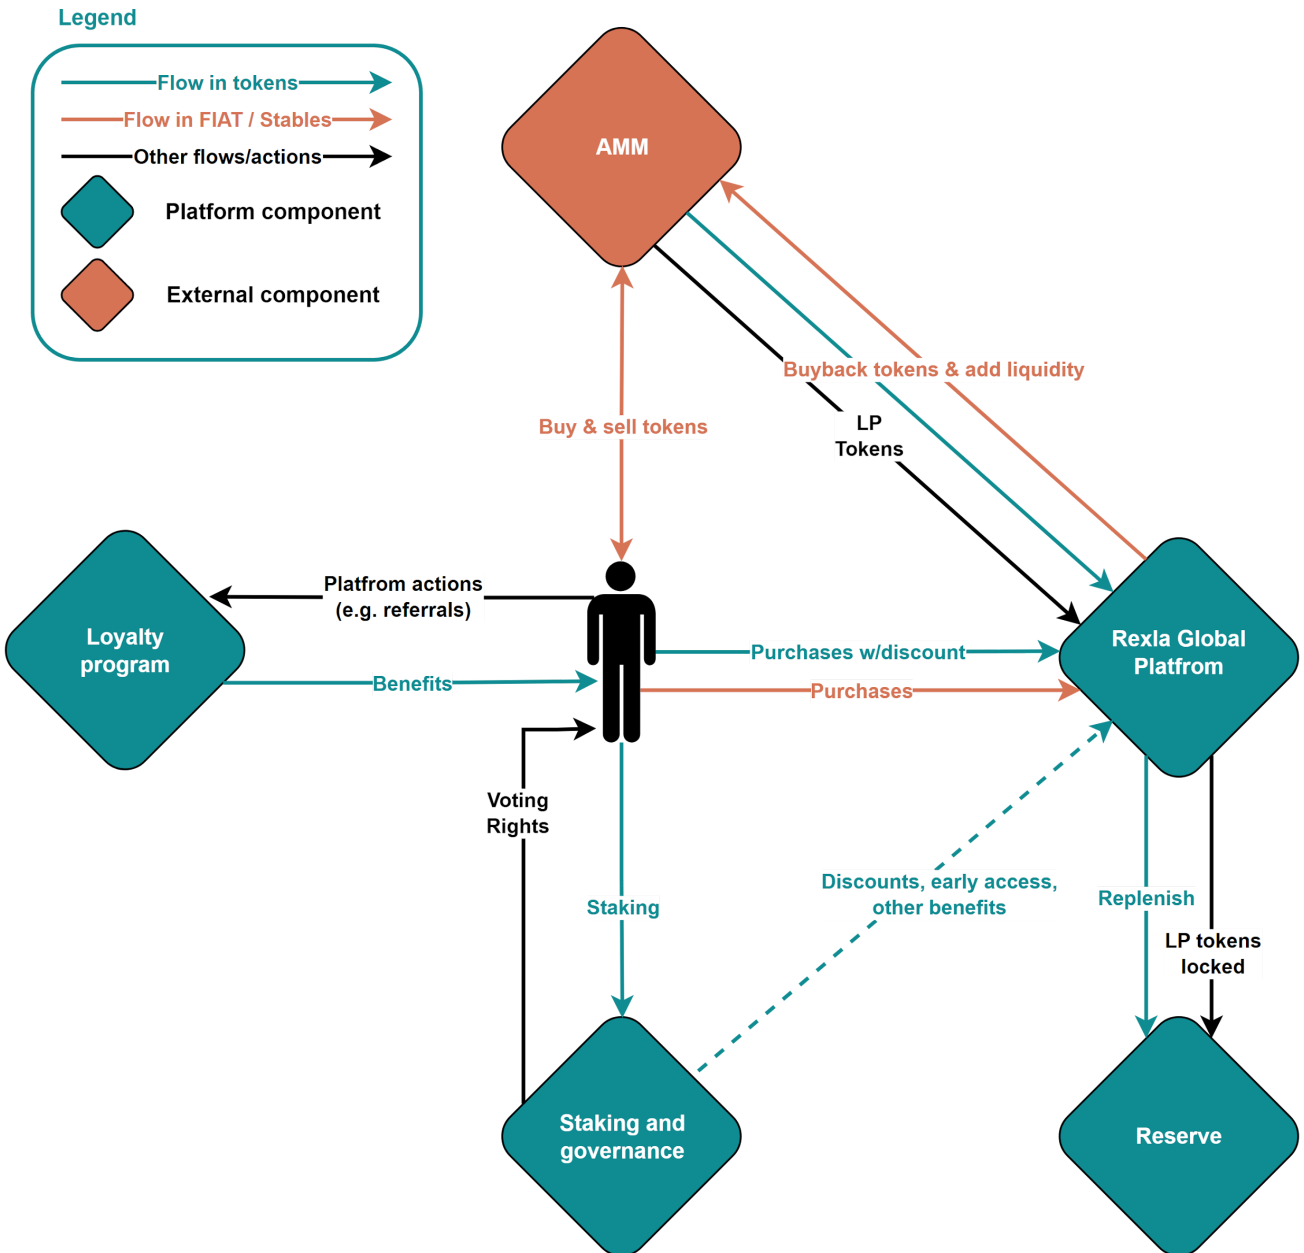 Legend
Flow in tokens
Flow in FIAT / Stables
Other flows/actions
Platform component
External component
AMM
Buyback tokens & add liquidity
LP
Tokens
Buy & sell tokens
Loyalty
program
Platfrom actions
(e.g. referrals)
Benefits
Purchases w/discount
Purchases
Rexla Global
Platfrom
Voting
Rights
Staking
Discounts, early access,
other benefits
Replenish
LP tokens
locked
Staking and
governance
Reserve